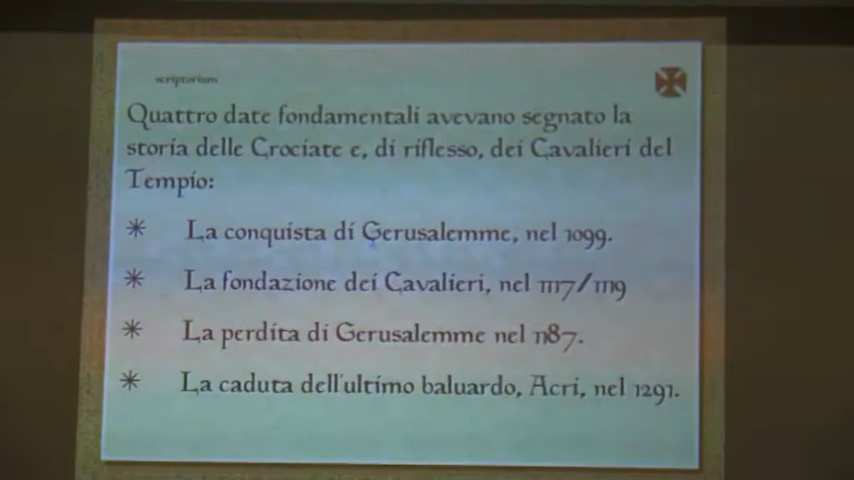 scriptorium
Quattro date fondamentali avevano segnato la
storia delle Crociate e, di riflesso, dei Cavalieri del
Tempio:
✳ La conquista di Gerusalemme, nel 1099.
✳ La fondazione dei Cavalieri, nel 1117/1119
✳ La perdita di Gerusalemme nel 1187.
✳ La caduta dell'ultimo baluardo, Acri, nel 1291.